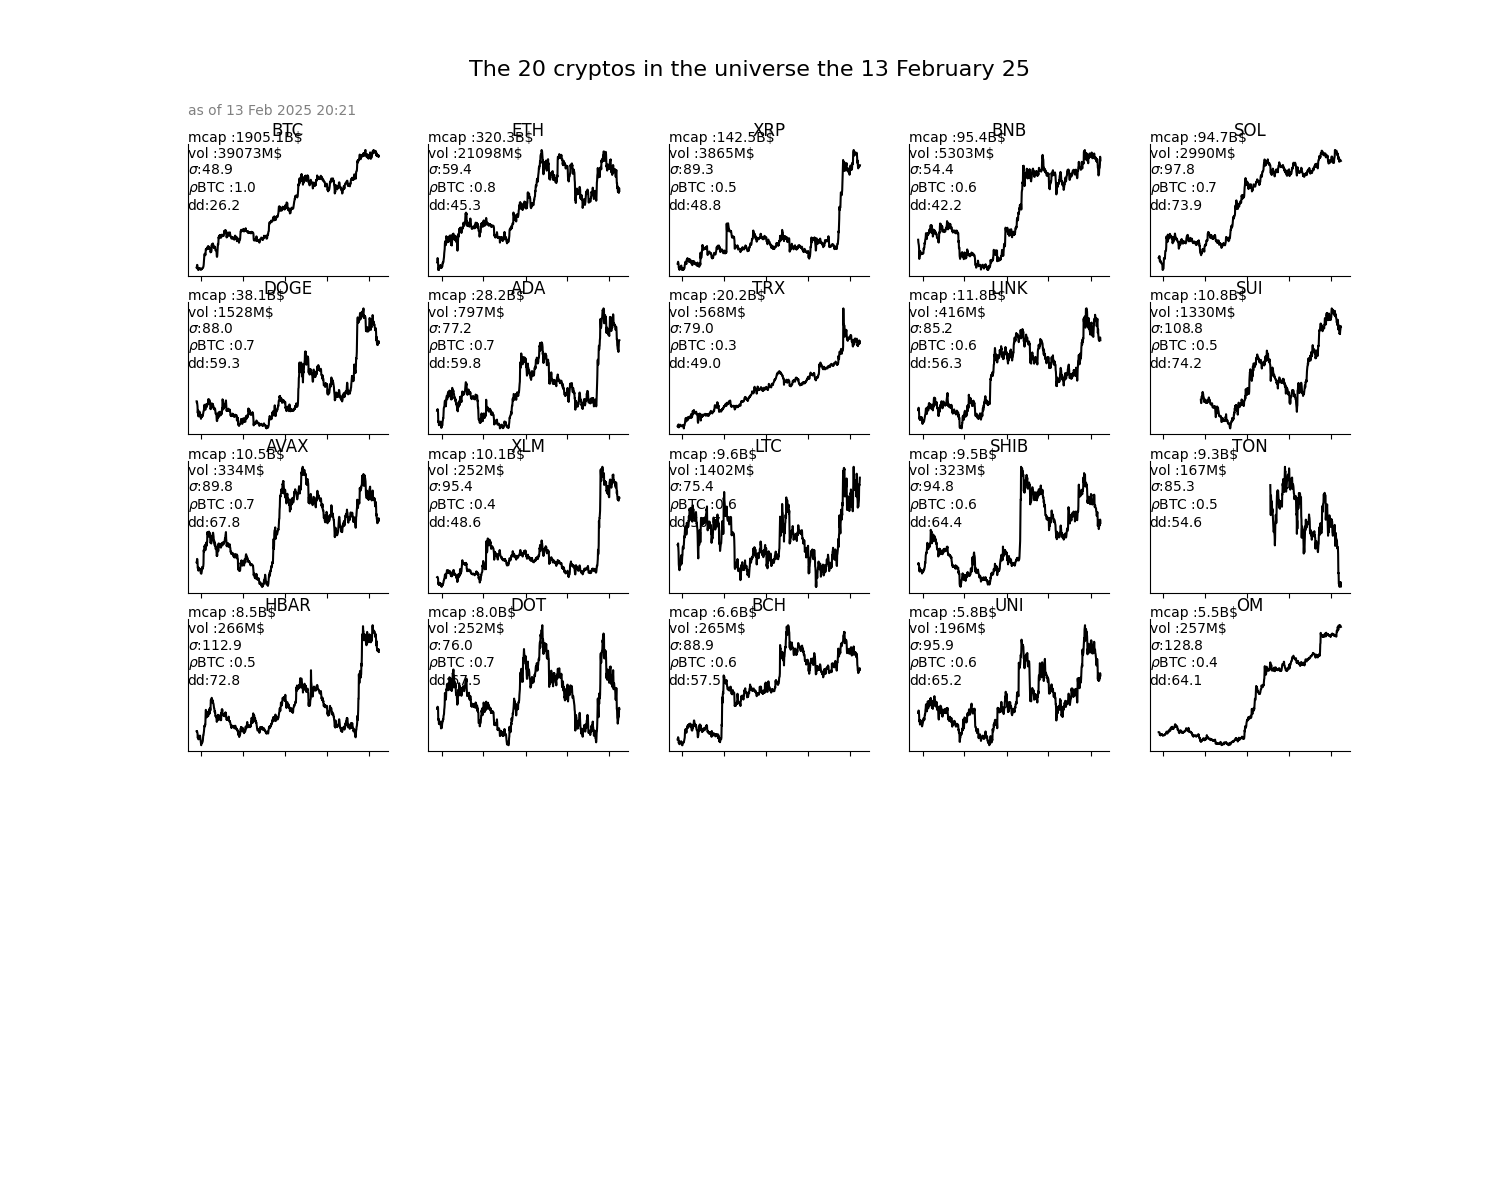 The 20 cryptos in the universe the 13 February 25
as of 13 Feb 2025 20:21
BTC
mcap :1905.1B$
vol :39073M$
σ:48.9
ρBTC :1.0
dd:26.2
ETH
mcap :320.3B$
vol :21098M$
σ:59.4
ρBTC :0.8
dd:45.3
XRP
mcap :142.5B$
vol :3865M$
σ:89.3
ρBTC :0.5
dd:48.8
BNB
mcap :95.4B$
vol :5303M$
σ:54.4
ρBTC :0.6
dd:42.2
SOL
mcap :94.7B$
vol :2990M$
σ:97.8
ρBTC :0.7
dd:73.9
DOGE
mcap :38.1B$
vol :1528M$
σ:88.0
ρBTC :0.7
dd:59.3
ADA
mcap :28.2B$
vol :797M$
σ:77.2
ρBTC :0.7
dd:59.8
TRX
mcap :20.2B$
vol :568M$
σ:79.0
ρBTC :0.3
dd:49.0
LINK
mcap :11.8B$
vol :416M$
σ:85.2
ρBTC :0.6
dd:56.3
SUI
mcap :10.8B$
vol :1330M$
σ:108.8
ρBTC :0.5
dd:74.2
AVAX
mcap :10.5B$
vol :334M$
σ:89.8
ρBTC :0.7
dd:67.8
XLM
mcap :10.1B$
vol :252M$
σ:95.4
ρBTC :0.4
dd:48.6
LTC
mcap :9.6B$
vol :1402M$
σ:75.4
ρBTC :0.6
SHIB
mcap :9.5B$
vol :323M$
σ:94.8
ρBTC :0.6
dd:64.4
TON
mcap :9.3B$
vol :167M$
σ:85.3
ρBTC :0.5
dd:54.6
HBAR
mcap :8.5B$
vol :266M$
σ:112.9
ρBTC :0.5
dd:72.8
DOT
mcap :8.0B$
vol :252M$
σ:76.0
ρBTC :0.7
dd:57.5
BCH
mcap :6.6B$
vol :265M$
σ:88.9
ρBTC :0.6
dd:57.5
UNI
mcap :5.8B$
vol :196M$
σ:95.9
ρBTC :0.6
dd:65.2
OM
mcap :5.5B$
vol :257M$
σ:128.8
ρBTC :0.4
dd:64.1